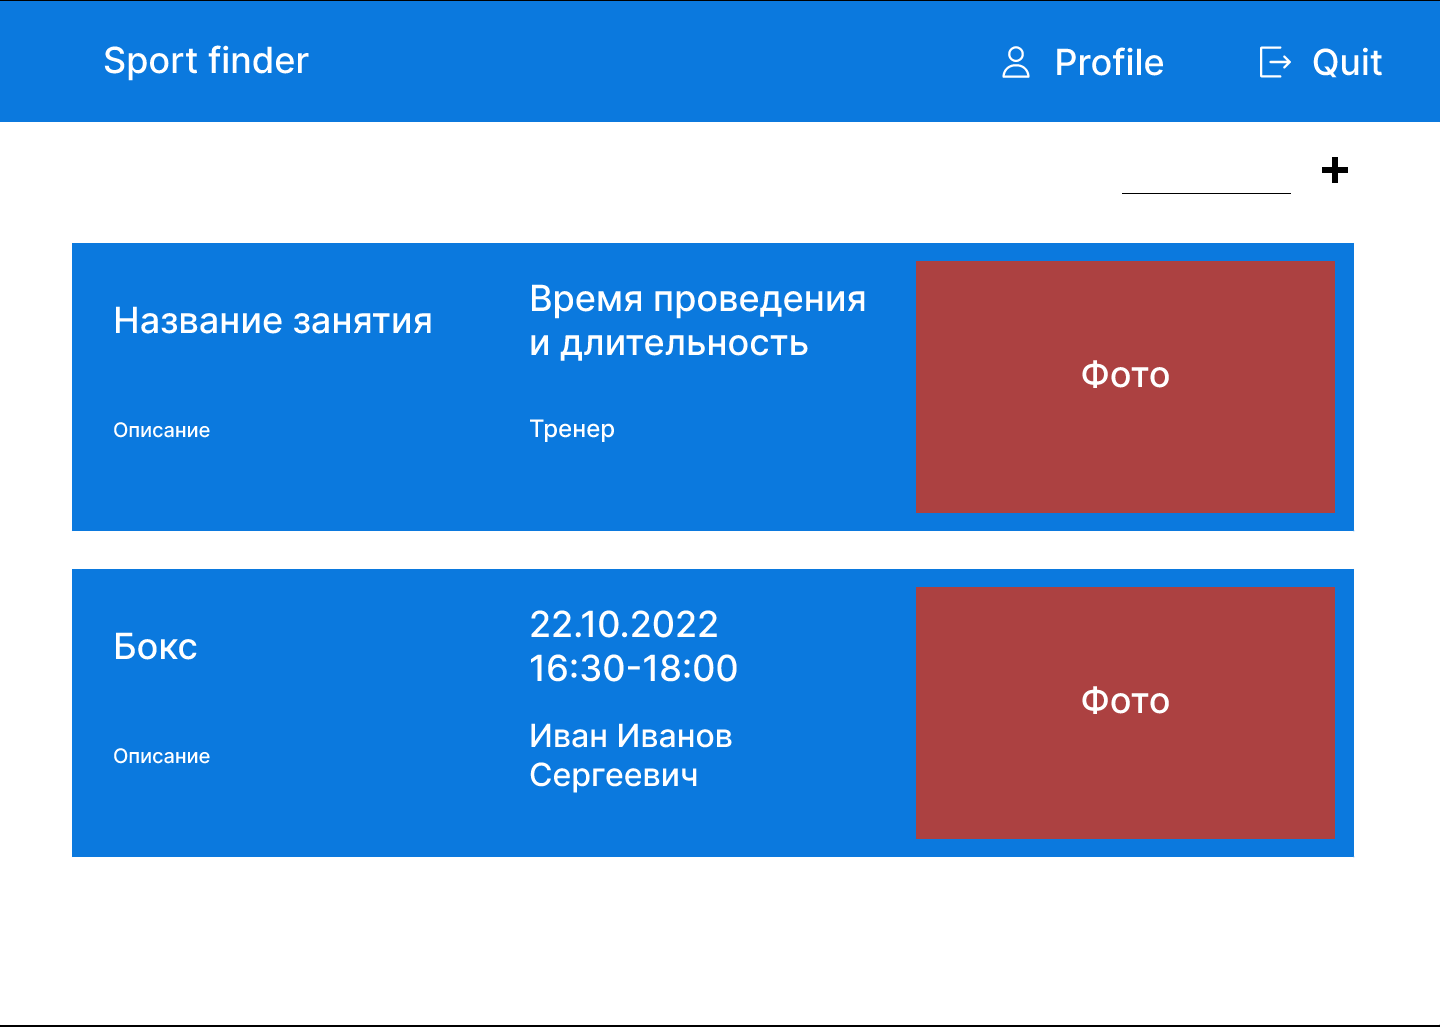 Sport finder
Profile
Quit
Название занятия
Время проведения
и длительность
Фото
Описание
Тренер
Бокс
22.10.2022
16:30-18:00
Фото
Описание
Иван Иванов
Сергеевич